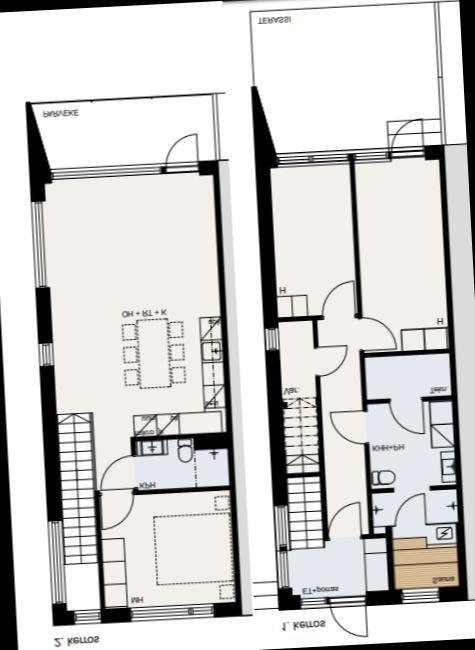 TERASSI
PARVEKE
OH + RT + K
H
H
Var.
Tekn.
KHH+PH
KPH
MH
ET+porras
Sauna
2. kerros
1. kerros